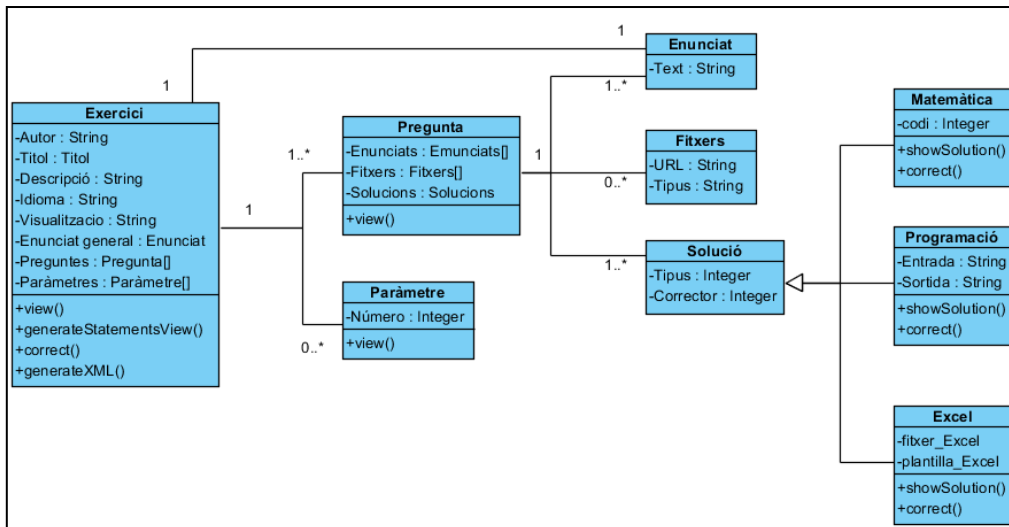 1
1
Exercici
-Autor : String
-Titol : Titol
-Descripció : String
-Idioma : String
-Visualitzacio : String
-Enunciat general : Enunciat
-Preguntes : Pregunta[]
-Paràmetres : Paràmetre[]
+view()
+generateStatementsView()
+correct()
+generateXML()
1
1..*
0..*
Pregunta
-Enunciats : Emunciats[]
-Fitxers : Fitxers[]
-Solucions : Solucions
+view()
Paràmetre
-Número : Integer
+view()
1
1..*
0..*
1..*
Enunciat
-Text : String
Fitxers
-URL : String
-Tipus : String
Solució
-Tipus : Integer
-Corrector : Integer
Matemàtica
-codi : Integer
+showSolution()
+correct()
Programació
-Entrada : String
-Sortida : String
+showSolution()
+correct()
Excel
-fitxer_Excel
-plantilla_Excel
+showSolution()
+correct()